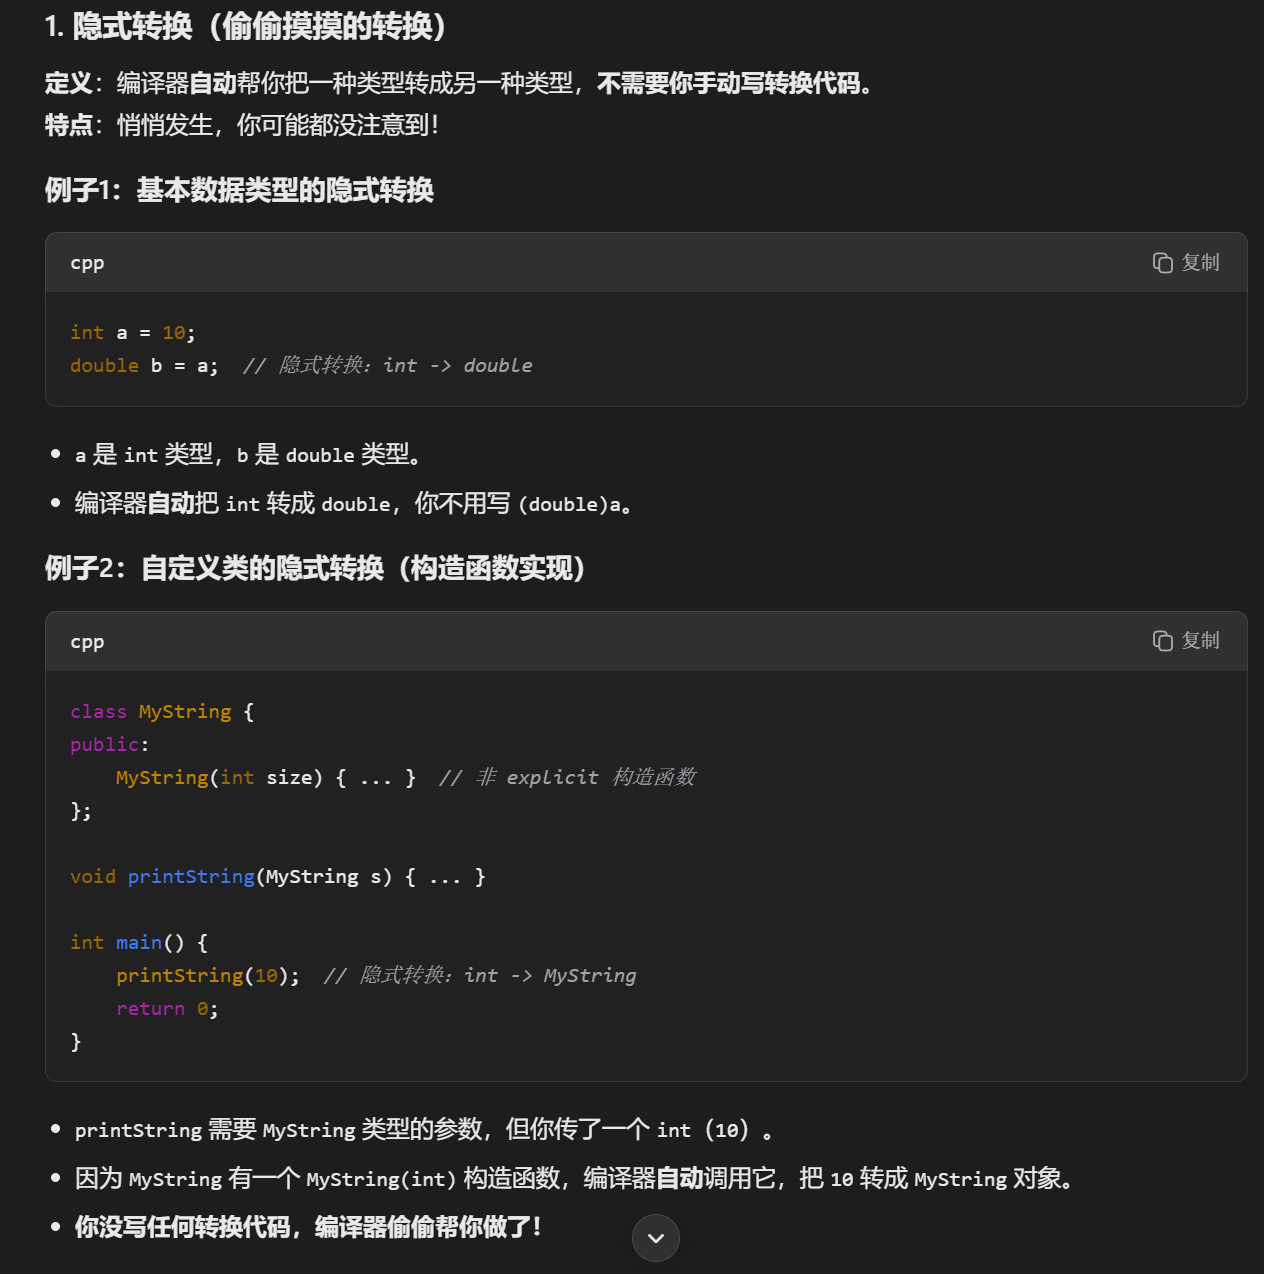 1. 隐式转换（偷偷摸摸的转换）
定义：编译器自动帮你把一种类型转成另一种类型，不需要你手动写转换代码。
特点：悄悄发生，你可能都没注意到！
例子1：基本数据类型的隐式转换
cpp 复制
int a = 10;
double b = a;  // 隐式转换：int -> double
• a 是 int 类型，b 是 double 类型。
• 编译器自动把 int 转成 double，你不用写 (double)a。
例子2：自定义类的隐式转换（构造函数实现）
cpp 复制
class MyString {
public:
    MyString(int size) { ... }  // 非 explicit 构造函数
};
void printString(MyString s) { ... }
int main() {
    printString(10);  // 隐式转换：int -> MyString
    return 0;
}
• printString 需要 MyString 类型的参数，但你传了一个 int（10）。
• 因为 MyString 有一个 MyString(int) 构造函数，编译器自动调用它，把 10 转成 MyString 对象。
• 你没写任何转换代码，编译器偷偷帮你做了！